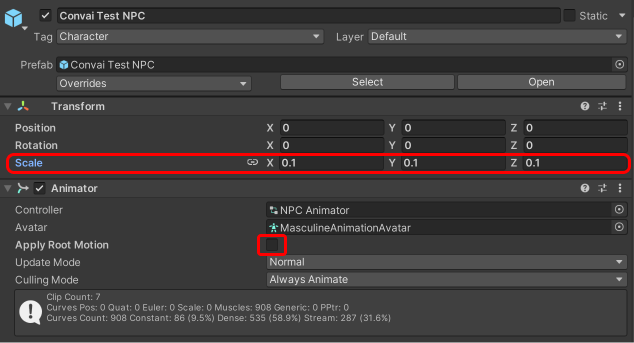 Convai Test NPC Static
Tag Character Layer Default
Prefab Convai Test NPC
Overrides Select Open
Transform
Position X 0 Y 0 Z 0
Rotation X 0 Y 0 Z 0
Scale X 0.1 Y 0.1 Z 0.1
Animator
Controller NPC Animator
Avatar MasculineAnimationAvatar
Apply Root Motion
Update Mode Normal
Culling Mode Always Animate
Clip Count: 7
Curves Pos: 0 Quat: 0 Euler: 0 Scale: 0 Muscles: 908 Generic: 0 PPtr: 0
Curves Count: 908 Constant: 86 (9.5%) Dense: 535 (58.9%) Stream: 287 (31.6%)